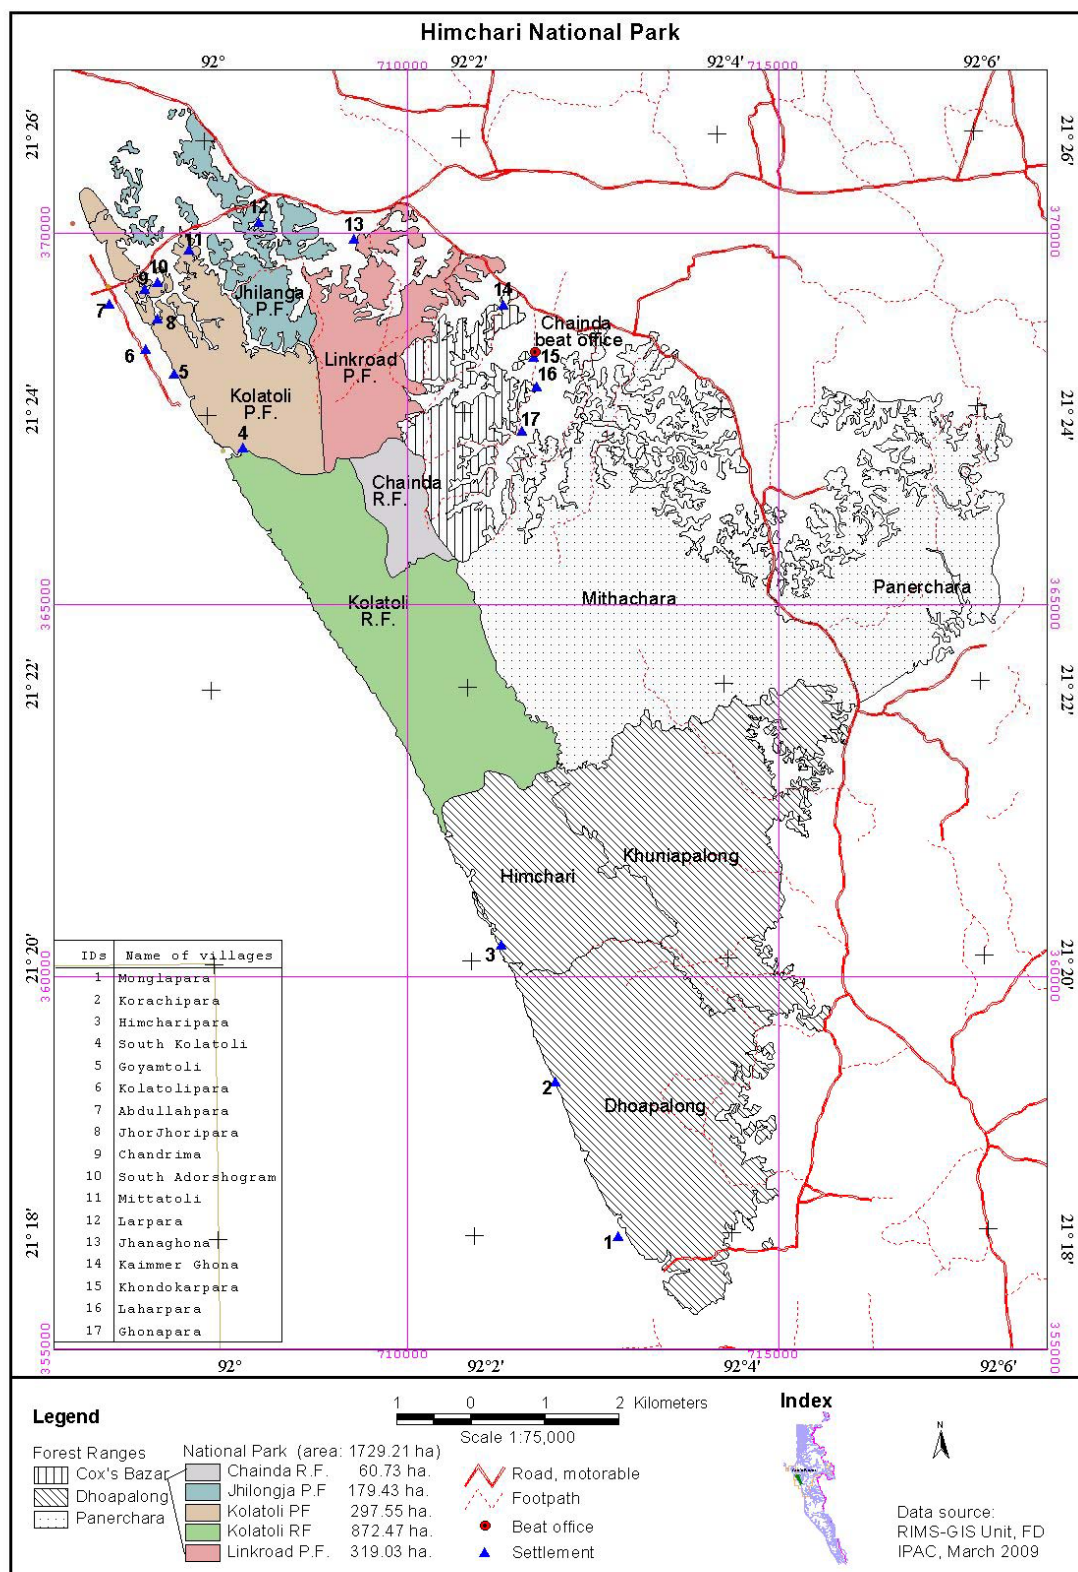 Himchari National Park
92°
710000
92°2'
92°4'
715000
92°6'
21°26'
21°26'
370000
370000
12
13
11
10
9
7
8
6
5
4
14
Jhilanga
P.F
Chainda
beat office
15
16
17
Linkroad
P.F.
Kolatoli
P.F.
21°24'
21°24'
Chainda
R.F.
Kolatoli
R.F.
Mithachara
Panerchara
365000
365000
21°22'
21°22'
Himchari
Khuniapalong
3
21°20'
21°20'
360000
360000
2
Dhoapalong
1
21°18'
21°18'
355000
355000
IDs Name of villages
1 Monglapara
2 Korachipara
3 Himcharipara
4 South Kolatoli
5 Goyamtoli
6 Kolatolipara
7 Abdullahpara
8 JhorJhoripara
9 Chandrima
10 South Adorshogram
11 Mittatoli
12 Larpara
13 Jhanaghona
14 Kaimmer Ghona
15 Khondokarpara
16 Laharpara
17 Ghonapara
92°
710000
92°2'
92°4'
715000
92°6'
Legend
Forest Ranges
Cox's Bazar
Dhoapalong
Panerchara
National Park (area: 1729.21 ha)
Chainda R.F. 60.73 ha.
Jhilongja P.F 179.43 ha.
Kolatoli PF 297.55 ha.
Kolatoli RF 872.47 ha.
Linkroad P.F. 319.03 ha.
1 0 1 2 Kilometers
Scale 1:75,000
Road, motorable
Footpath
Beat office
Settlement
Index
N
Data source:
RIMS-GIS Unit, FD
IPAC, March 2009